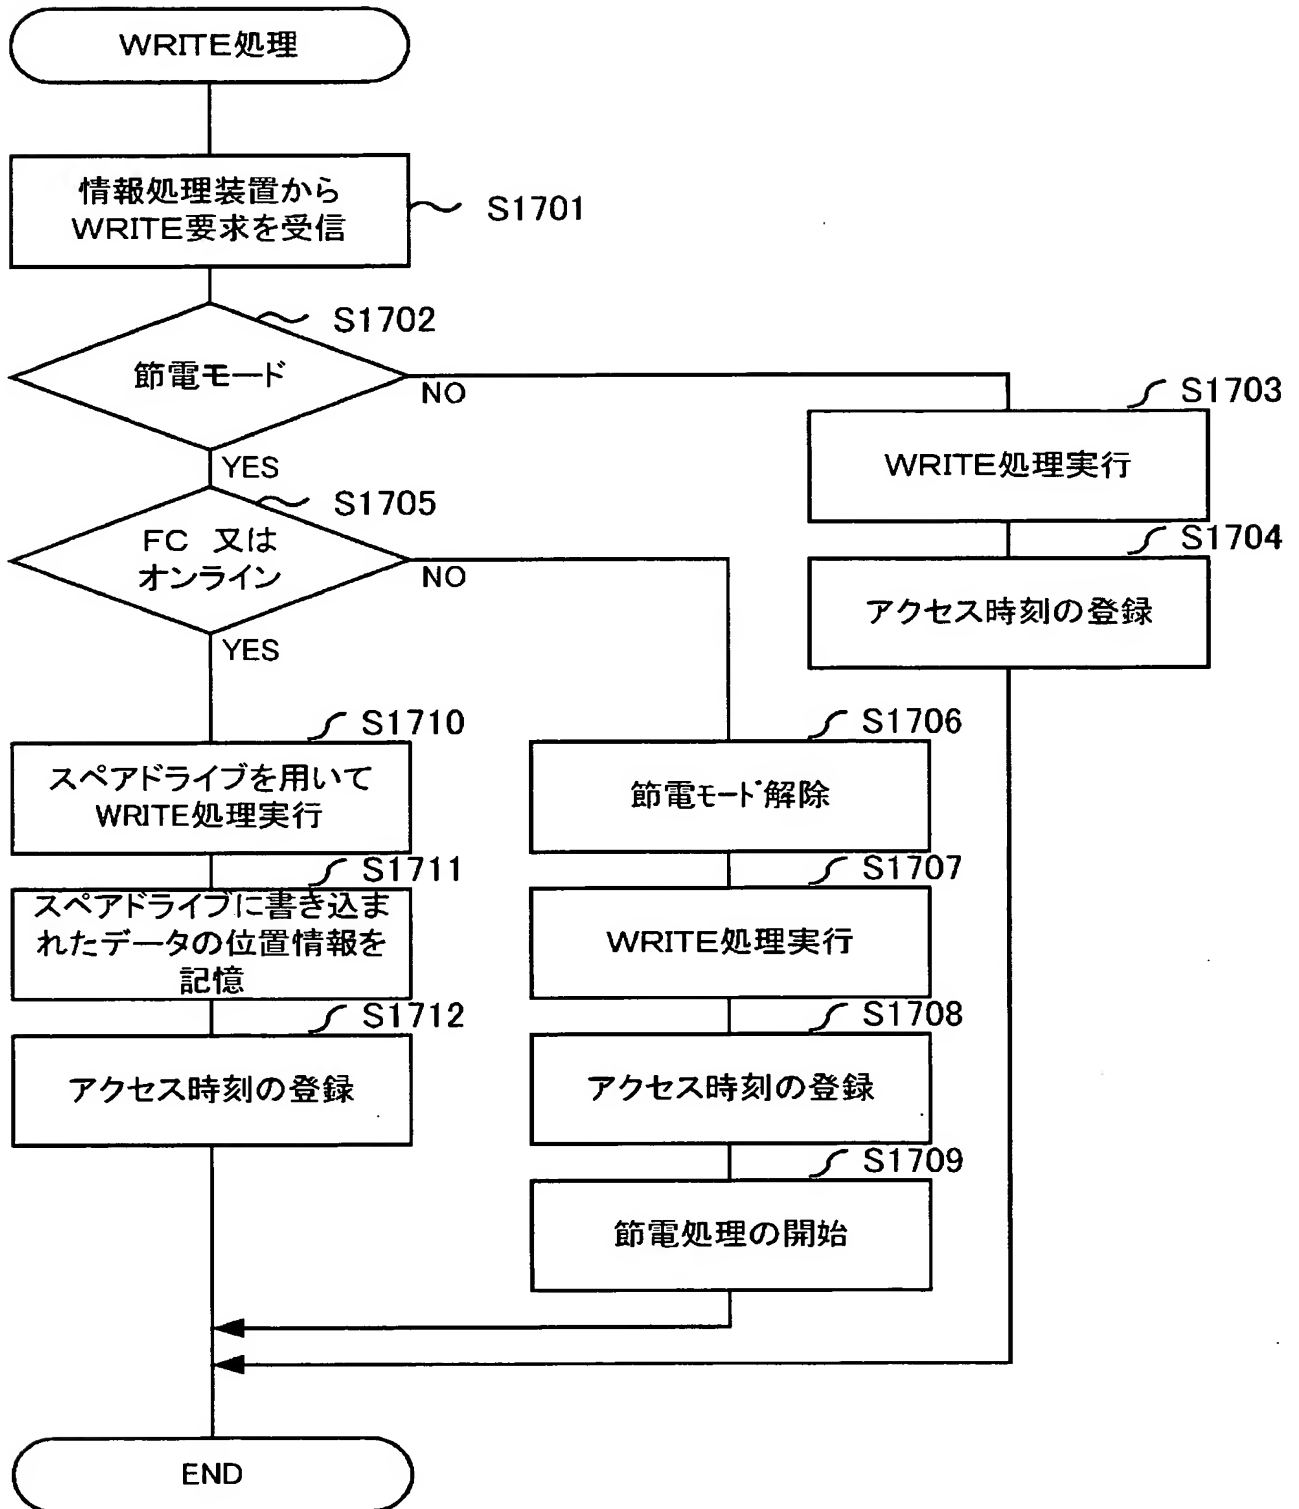 WRITE処理
情報処理装置から
WRITE要求を受信
S1701
S1702
節電モード
NO
YES
S1703
WRITE処理実行
S1704
アクセス時刻の登録
S1705
FC 又は
オンライン
NO
YES
S1710
スペアドライブを用いて
WRITE処理実行
S1711
スペアドライブに書き込ま
れたデータの位置情報を
記憶
S1712
アクセス時刻の登録
S1706
節電モード解除
S1707
WRITE処理実行
S1708
アクセス時刻の登録
S1709
節電処理の開始
END